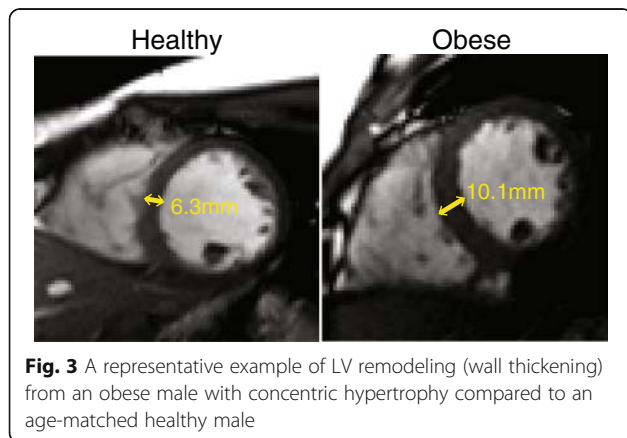 Healthy
Obese
6.3mm
10.1mm
Fig. 3 A representative example of LV remodeling (wall thickening)
from an obese male with concentric hypertrophy compared to an
age-matched healthy male